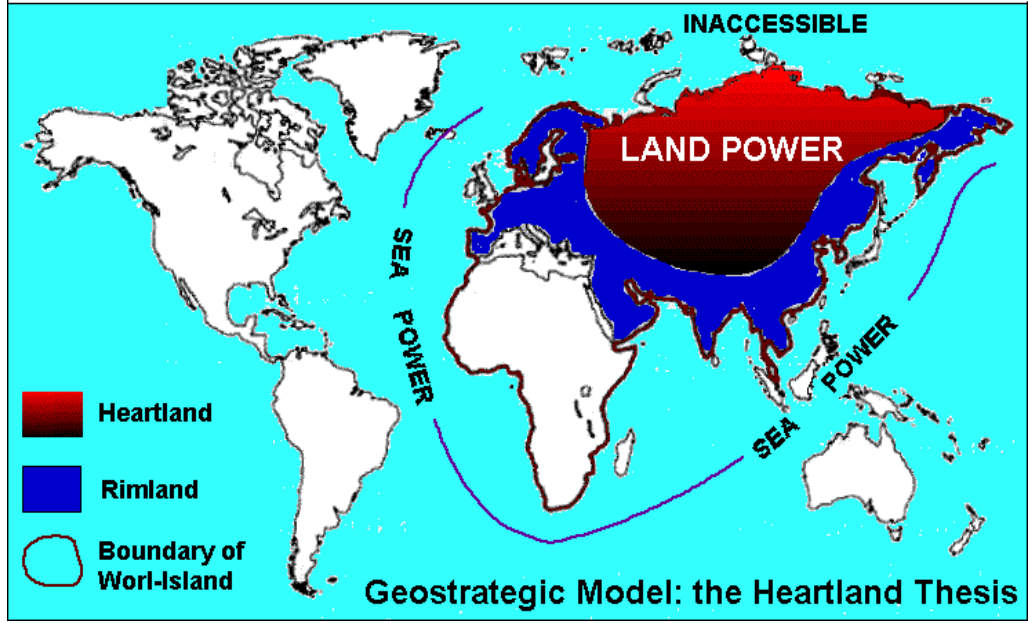 INACCESSIBLE
LAND POWER
SEA POWER
SEA POWER
Heartland
Rimland
Boundary of
Worl-Island
Geostrategic Model: the Heartland Thesis